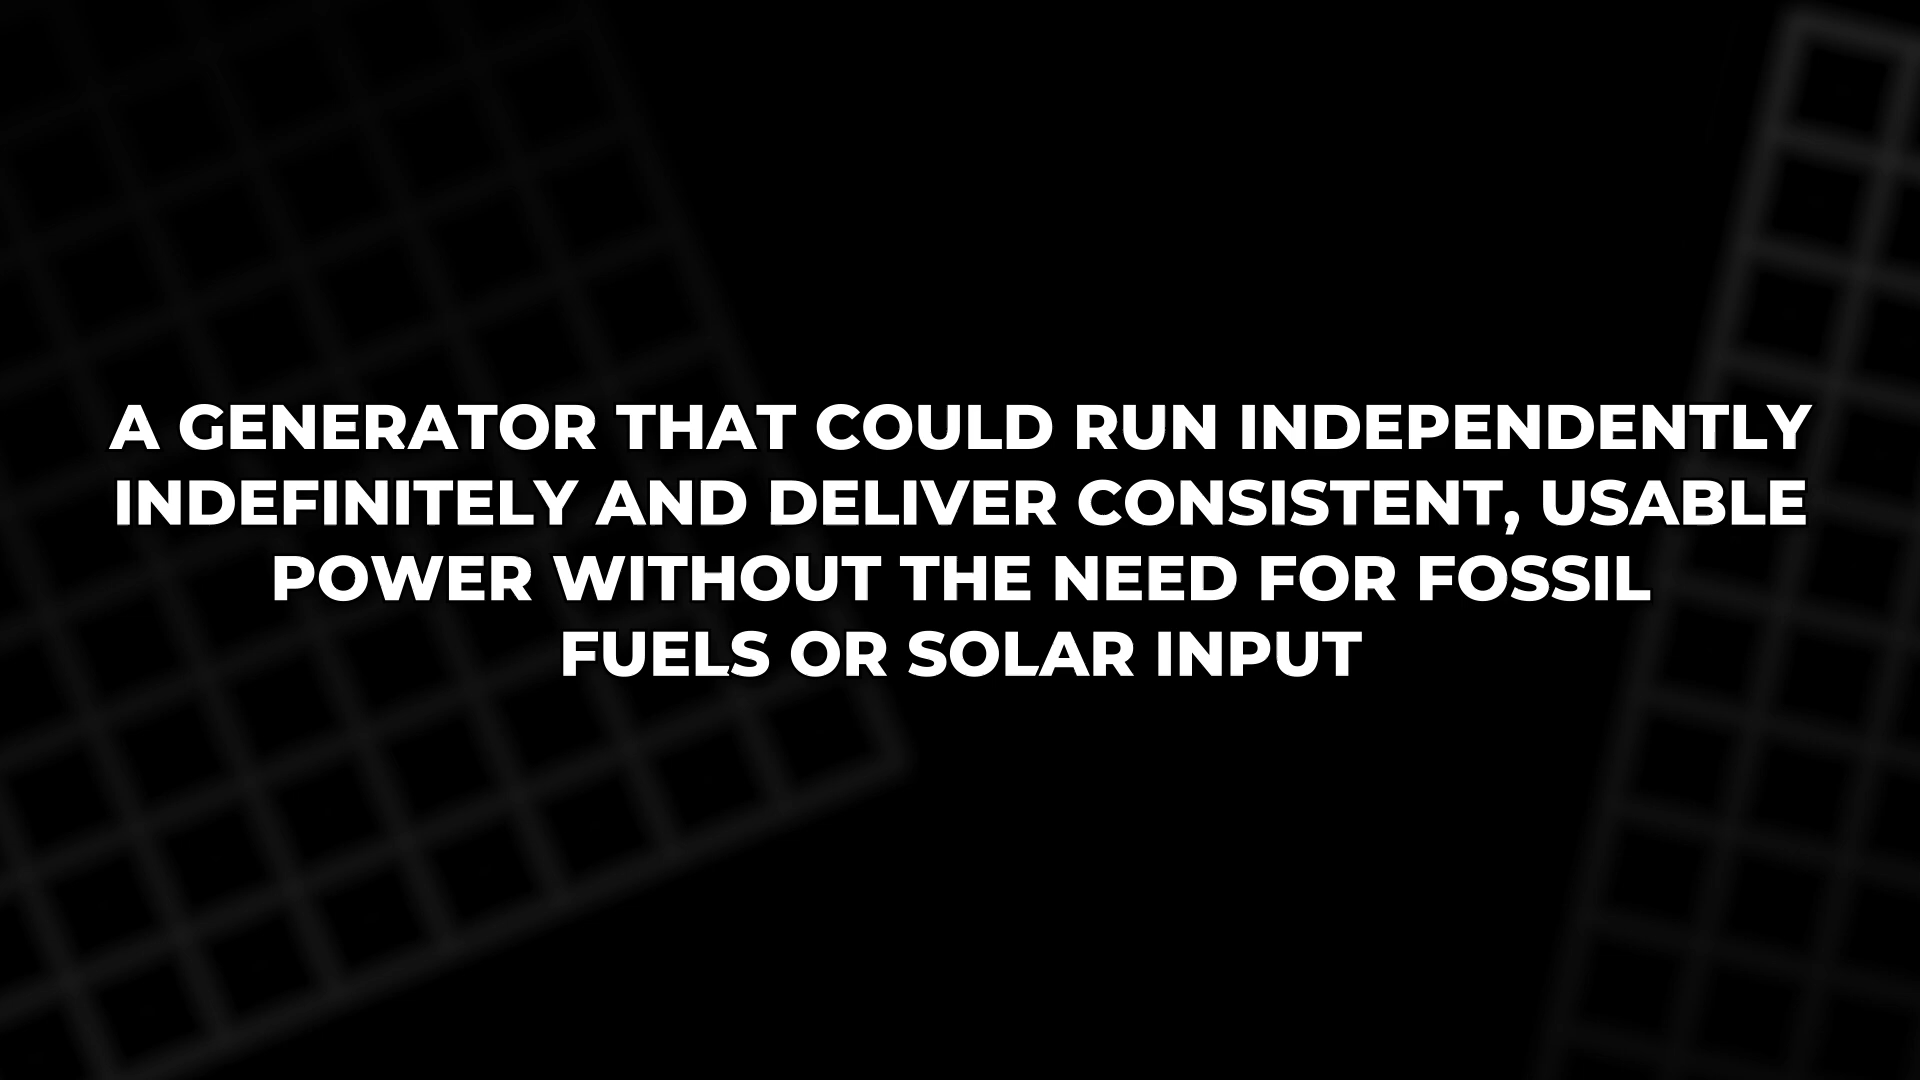 A GENERATOR THAT COULD RUN INDEPENDENTLY
INDEFINITELY AND DELIVER CONSISTENT, USABLE
POWER WITHOUT THE NEED FOR FOSSIL
FUELS OR SOLAR INPUT